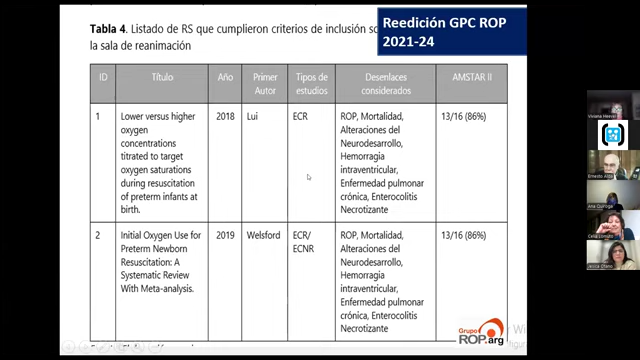 Tabla 4. Listado de RS que cumplieron criterios de inclusión
la sala de reanimación
Reedición GPC ROP
2021-24
ID
Título
Año
Primer
Autor
Tipos de
estudios
Desenlaces
considerados
AMSTAR II
1
Lower versus higher
oxygen
concentrations
titrated to target
oxygen saturations
during resuscitation
of preterm infants at
birth.
2018
Lui
ECR
ROP, Mortalidad,
Alteraciones del
Neurodesarrollo,
Hemorragia
intraventricular,
Enfermedad pulmonar
crónica, Enterocolitis
Necrotizante
13/16 (86%)
2
Initial Oxygen Use for
Preterm Newborn
Resuscitation: A
Systematic Review
With Meta-analysis.
2019
Welsford
ECR/
ECNR
ROP, Mortalidad,
Alteraciones del
Neurodesarrollo,
Hemorragia
intraventricular,
Enfermedad pulmonar
crónica, Enterocolitis
Necrotizante
13/16 (86%)
Grupo
ROP.arg
Ana Quiroga